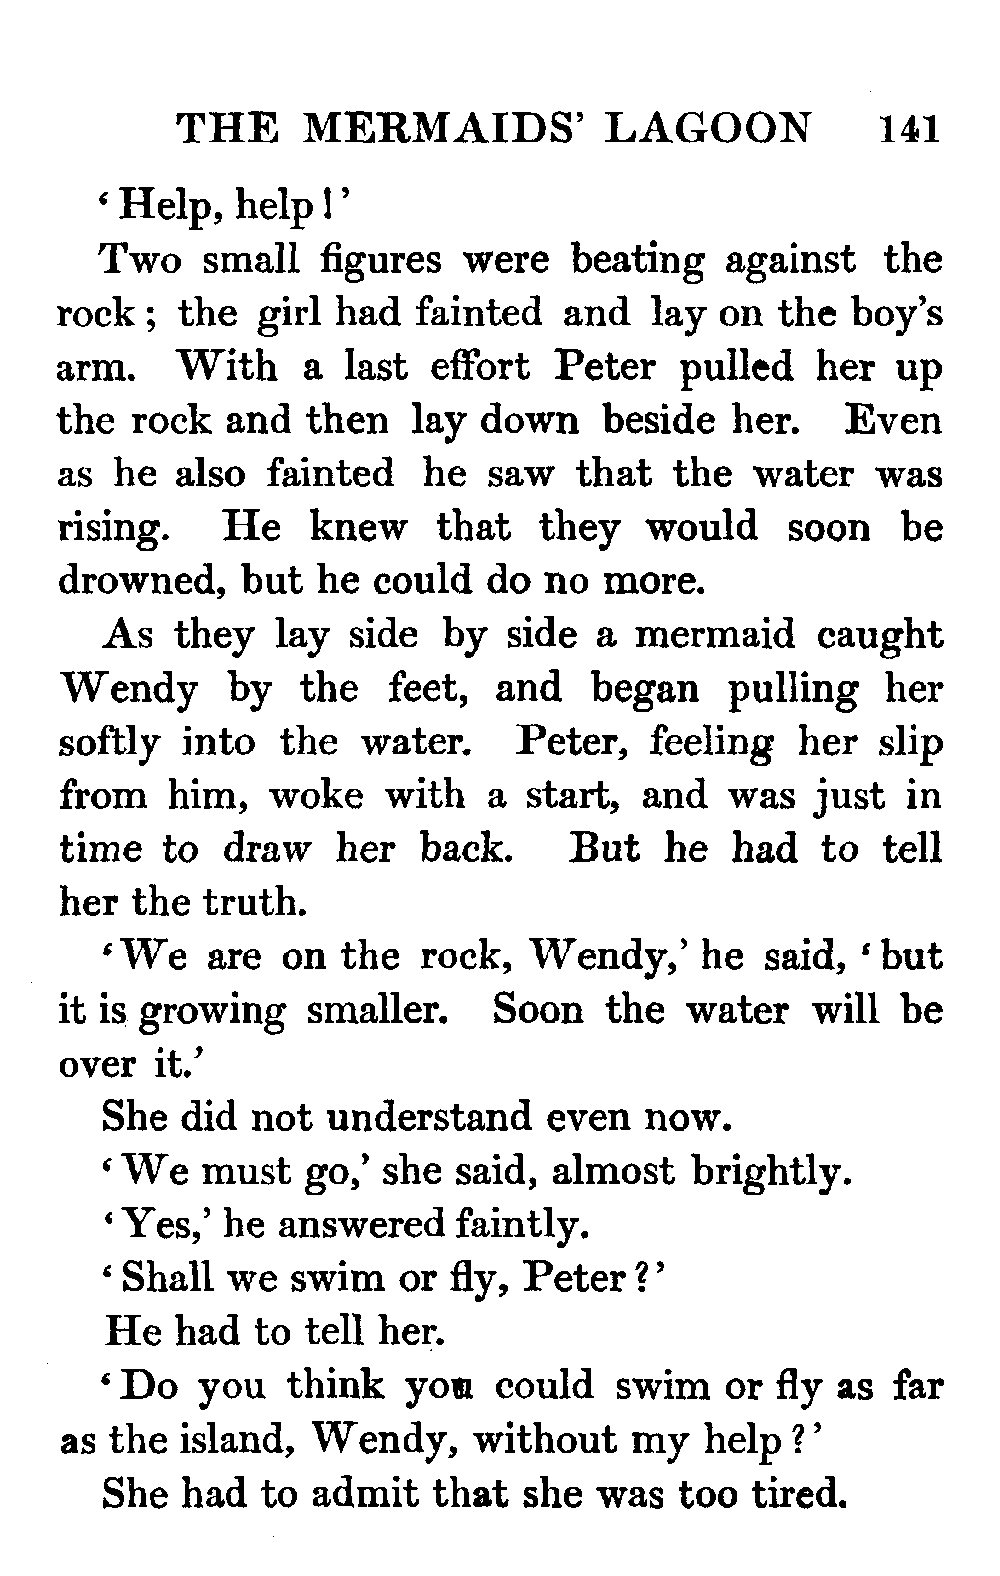 THE MERMAIDS’ LAGOON 141
‘Help, help!’
Two small figures were beating against the
rock; the girl had fainted and lay on the boy’s
arm. With a last effort Peter pulled her up
the rock and then lay down beside her. Even
as he also fainted he saw that the water was
rising. He knew that they would soon be
drowned, but he could do no more.
As they lay side by side a mermaid caught
Wendy by the feet, and began pulling her
softly into the water. Peter, feeling her slip
from him, woke with a start, and was just in
time to draw her back. But he had to tell
her the truth.
‘We are on the rock, Wendy,’ he said, ‘but
it is growing smaller. Soon the water will be
over it.’
She did not understand even now.
‘We must go,’ she said, almost brightly.
‘Yes,’ he answered faintly.
‘Shall we swim or fly, Peter?’
He had to tell her.
‘Do you think you could swim or fly as far
as the island, Wendy, without my help?’
She had to admit that she was too tired.